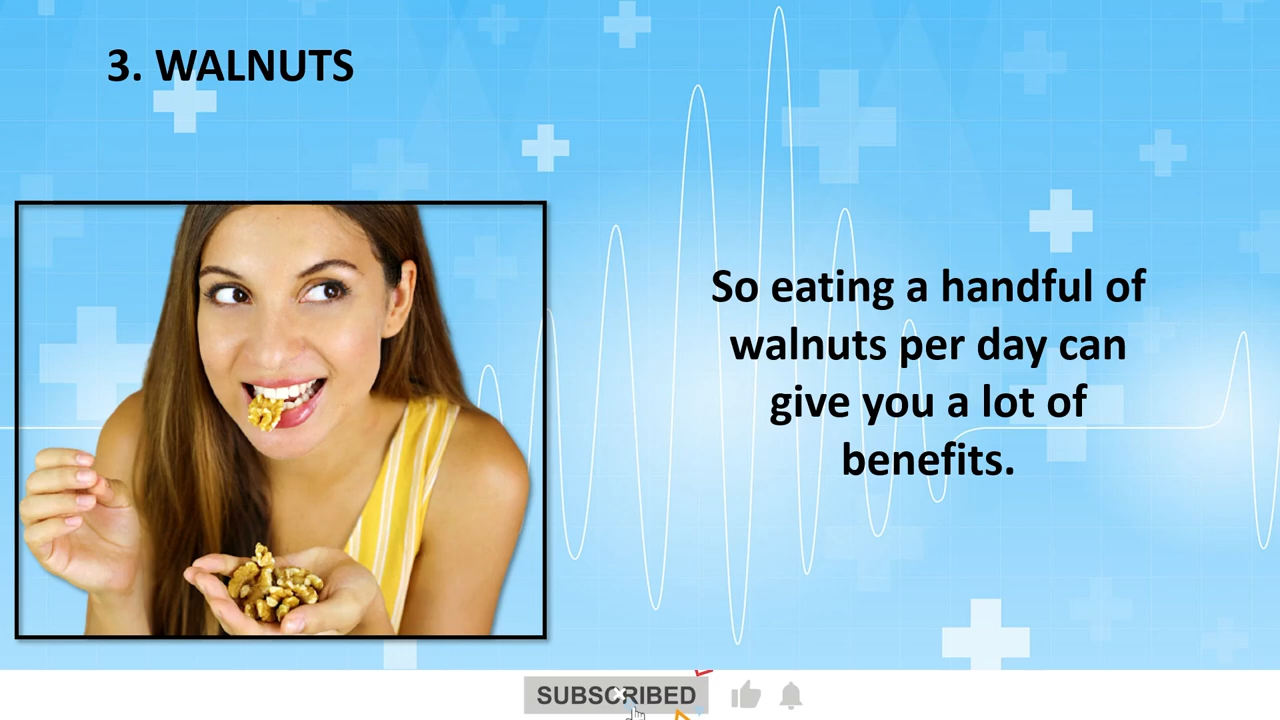 3. WALNUTS
So eating a handful of
walnuts per day can
give you a lot of
benefits.
SUBSCRIBED